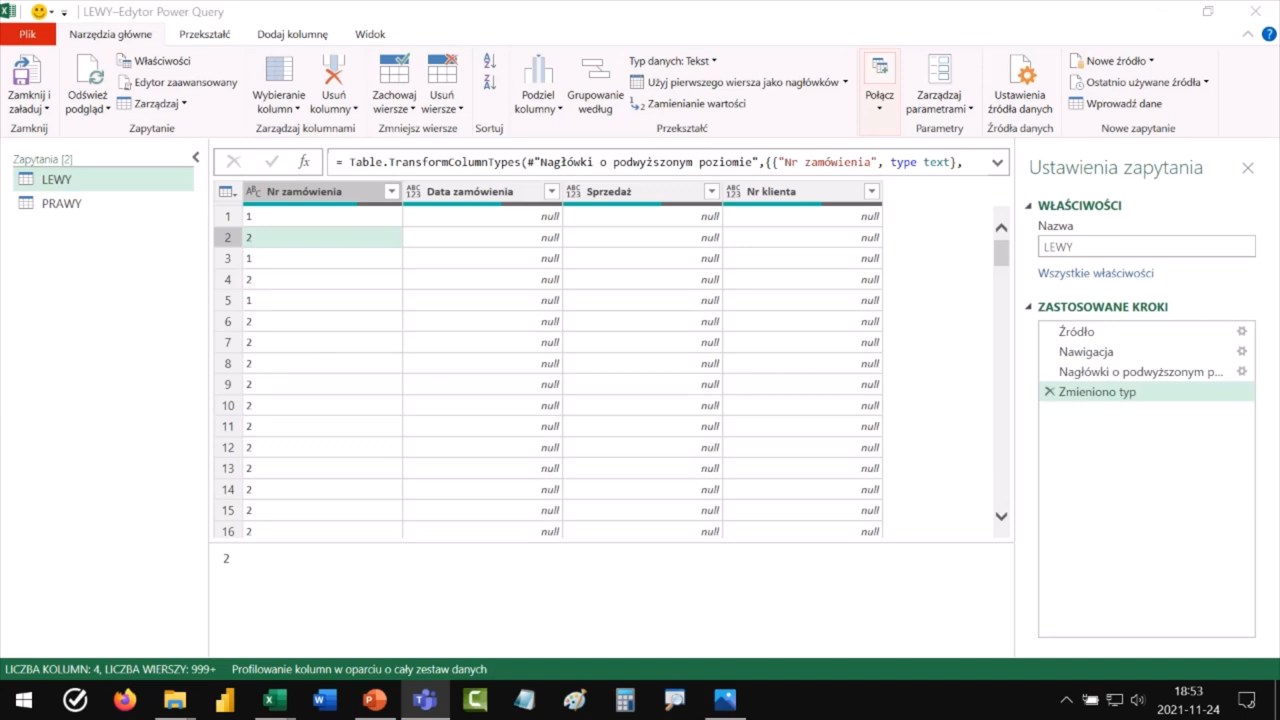 LEWY–Edytor Power Query
Plik Narzędzia główne Przekształć Dodaj kolumnę Widok
Zamknij i załaduj
Zamknij
Odśwież podgląd
Właściwości
Edytor zaawansowany
Zarządzaj
Zapytanie
Wybieranie kolumn
Usuń kolumny
Zarządzaj kolumnami
Zachowaj wiersze
Usuń wiersze
Zmniejsz wiersze
Sortuj
Podziel kolumny
Grupowanie według
Typ danych: Tekst
Użyj pierwszego wiersza jako nagłówków
Zamienianie wartości
Przekształć
Połącz
Zarządzaj parametrami
Parametry
Ustawienia źródła danych
Źródła danych
Nowe źródło
Ostatnio używane źródła
Wprowadź dane
Nowe zapytanie
Zapytania [2]
LEWY
PRAWY
fx = Table.TransformColumnTypes(#"Nagłówki o podwyższonym poziomie",{{"Nr zamówienia", type text},
ABC Nr zamówienia ABC 123 Data zamówienia ABC 123 Sprzedaż ABC 123 Nr klienta
1 1 null null null
2 2 null null null
3 1 null null null
4 2 null null null
5 1 null null null
6 2 null null null
7 2 null null null
8 2 null null null
9 2 null null null
10 2 null null null
11 2 null null null
12 2 null null null
13 2 null null null
14 2 null null null
15 2 null null null
16 2 null null null
2
Ustawienia zapytania
WŁAŚCIWOŚCI
Nazwa
LEWY
Wszystkie właściwości
ZASTOSOWANE KROKI
Źródło
Nawigacja
Nagłówki o podwyższonym p...
Zmieniono typ
LICZBA KOLUMN: 4, LICZBA WIERSZY: 999+ Profilowanie kolumn w oparciu o cały zestaw danych
18:53
2021-11-24